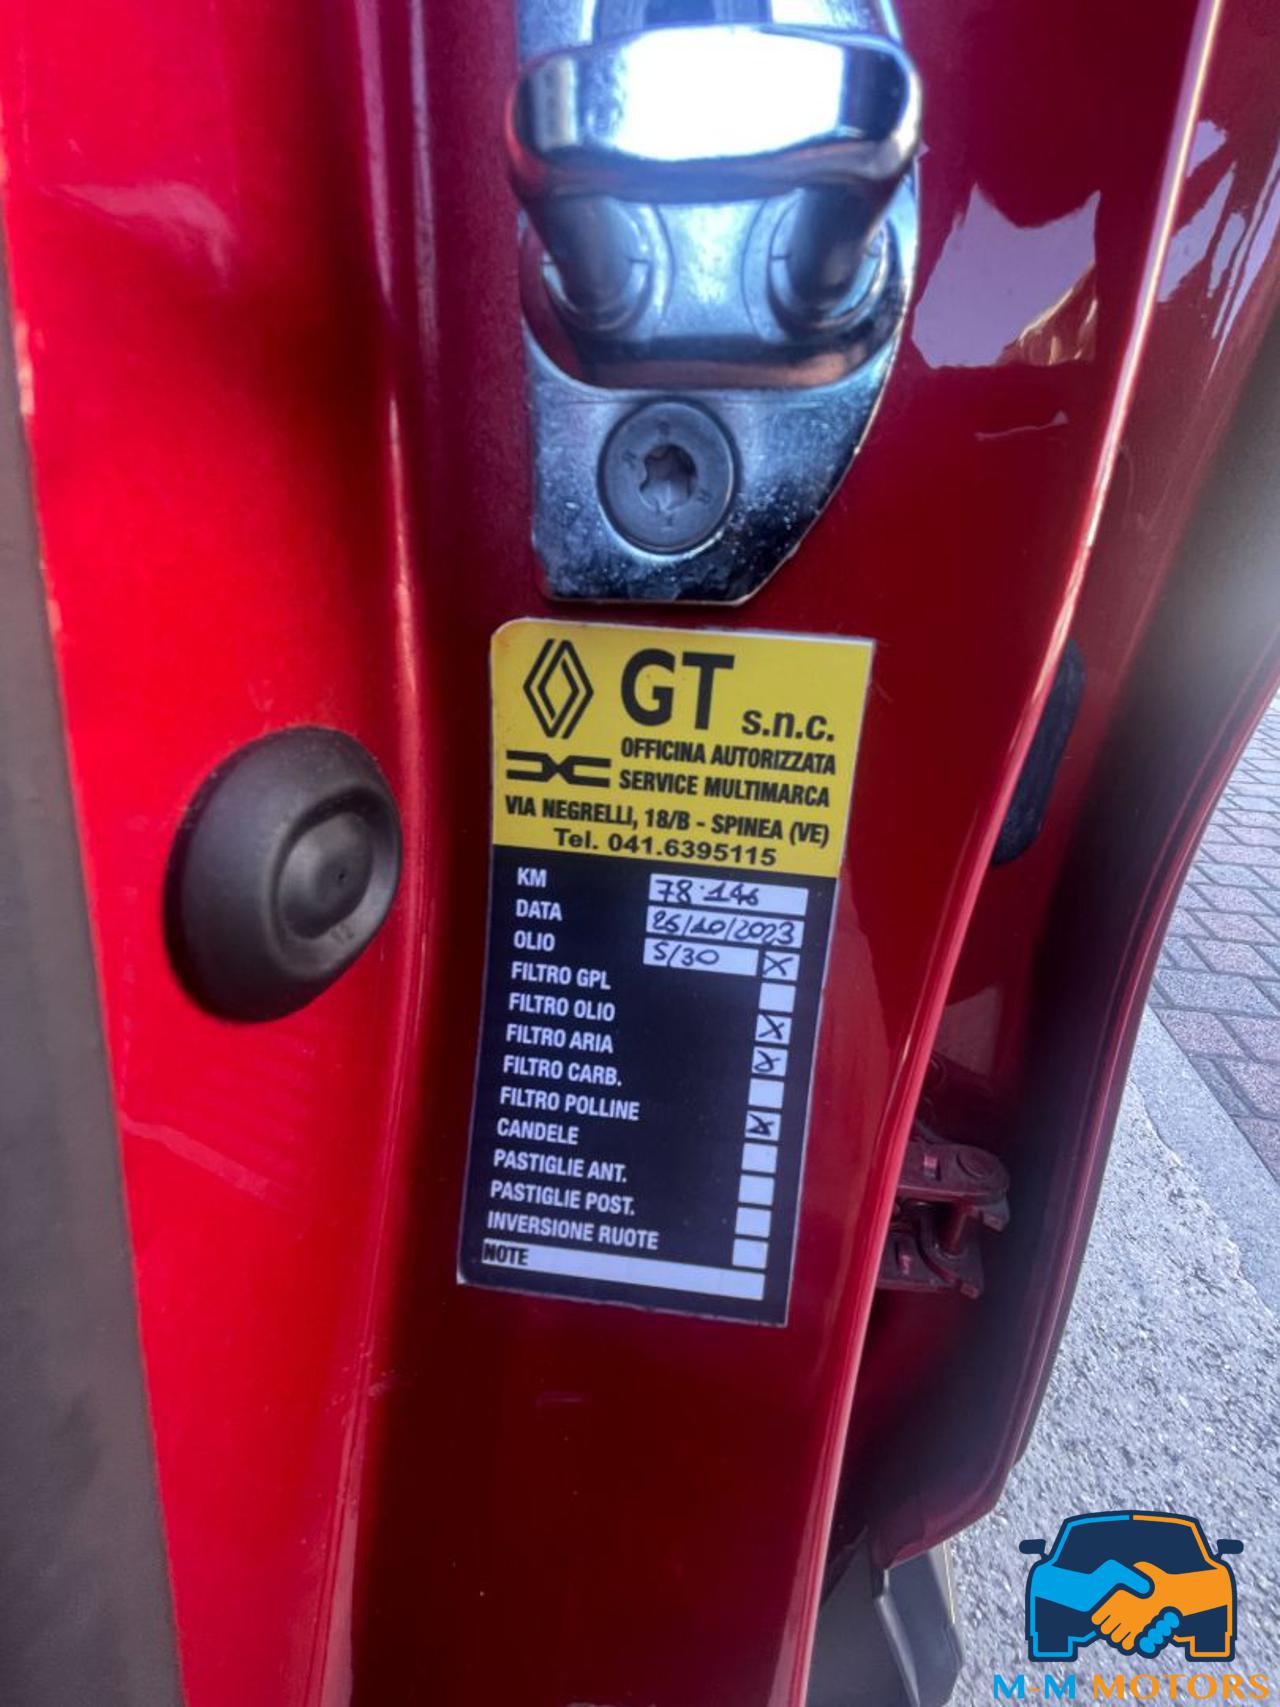 GT s.n.c.
OFFICINA AUTORIZZATA
SERVICE MULTIMARCA
VIA NEGRELLI, 18/B - SPINEA (VE)
Tel. 041.6395115
KM 78.146
DATA 25/10/2023
OLIO 5/30 X
FILTRO GPL
FILTRO OLIO X
FILTRO ARIA X
FILTRO CARB.
FILTRO POLLINE X
CANDELE
PASTIGLIE ANT.
PASTIGLIE POST.
INVERSIONE RUOTE
NOTE
M-M MOTORS